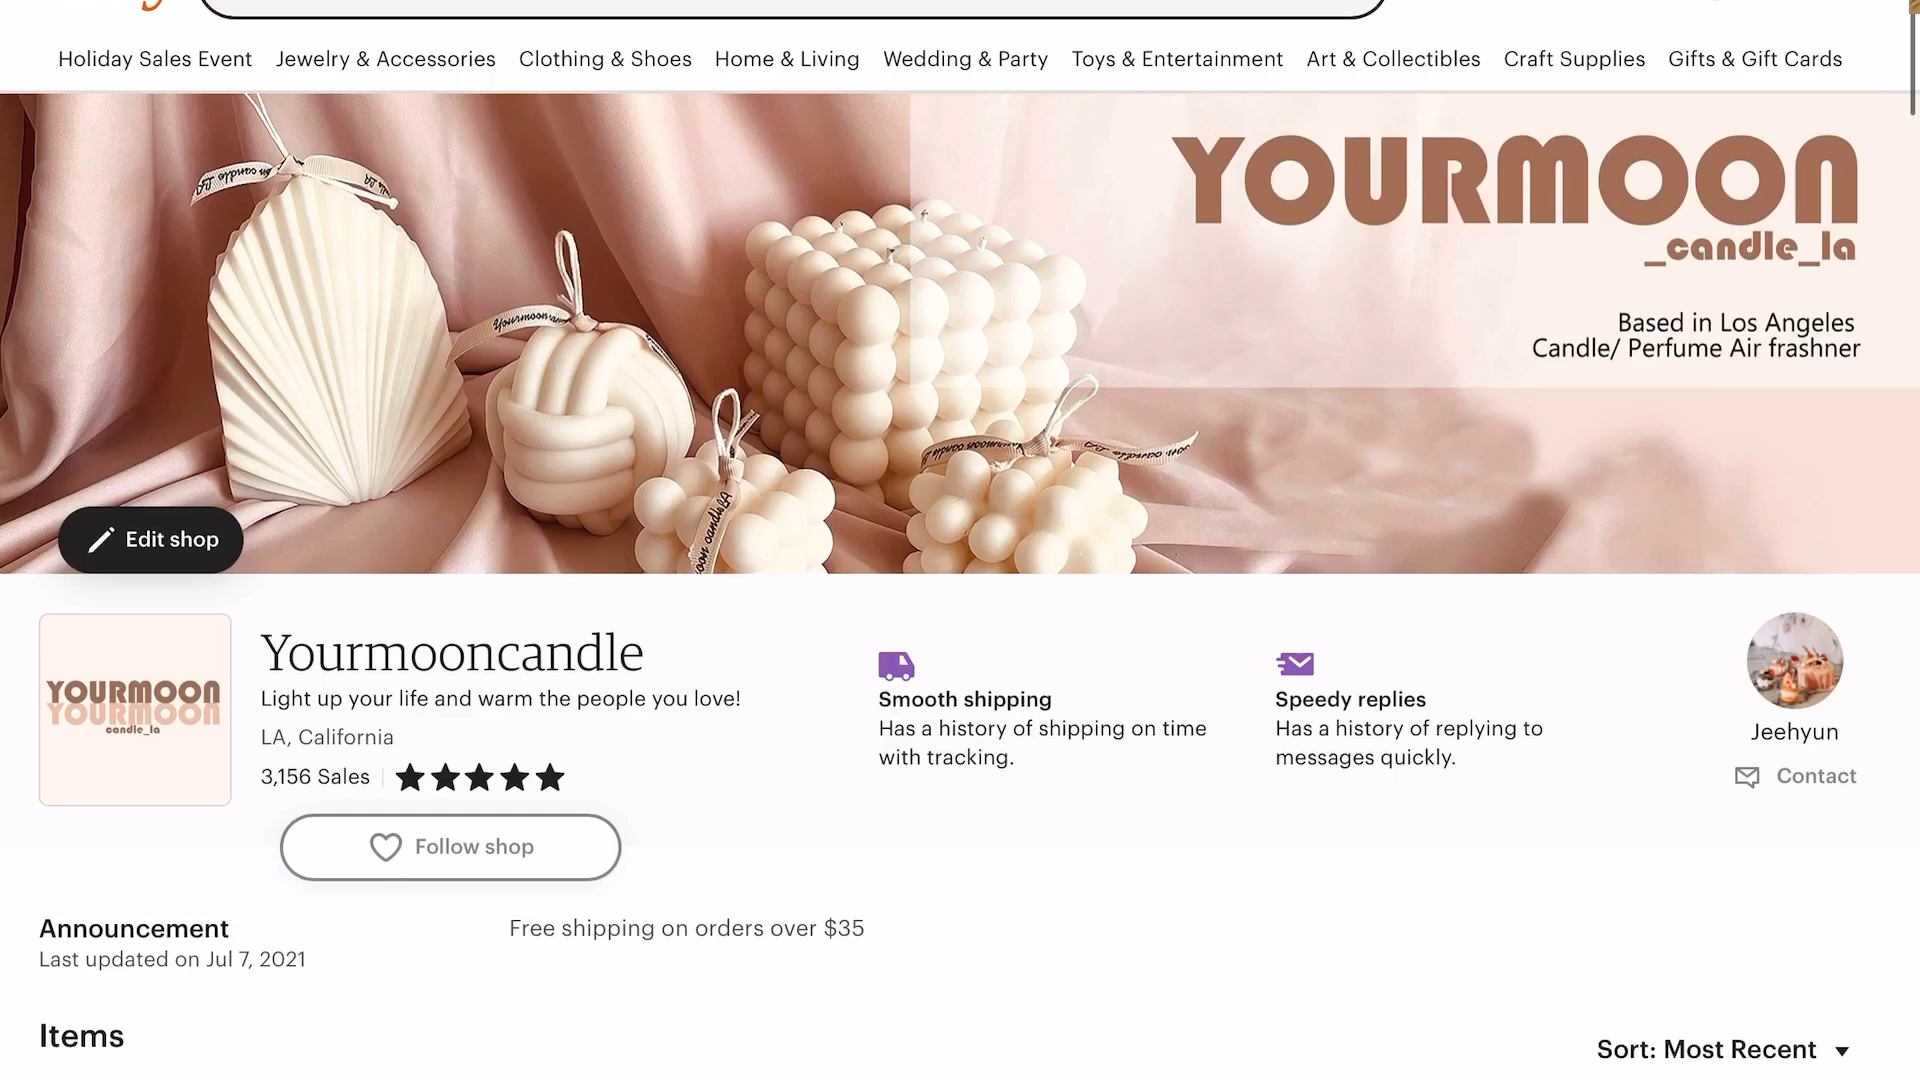 Holiday Sales Event Jewelry & Accessories Clothing & Shoes Home & Living Wedding & Party Toys & Entertainment Art & Collectibles Craft Supplies Gifts & Gift Cards
YOURMOON
_candle_la
Based in Los Angeles
Candle/ Perfume Air frashner
Yourmoon
candle LA
Edit shop
YOURMOON
YOURMOON
candle_la
Yourmooncandle
Light up your life and warm the people you love!
LA, California
3,156 Sales
Follow shop
Smooth shipping
Has a history of shipping on time
with tracking.
Speedy replies
Has a history of replying to
messages quickly.
Jeehyun
Contact
Announcement
Last updated on Jul 7, 2021
Free shipping on orders over $35
Items
Sort: Most Recent